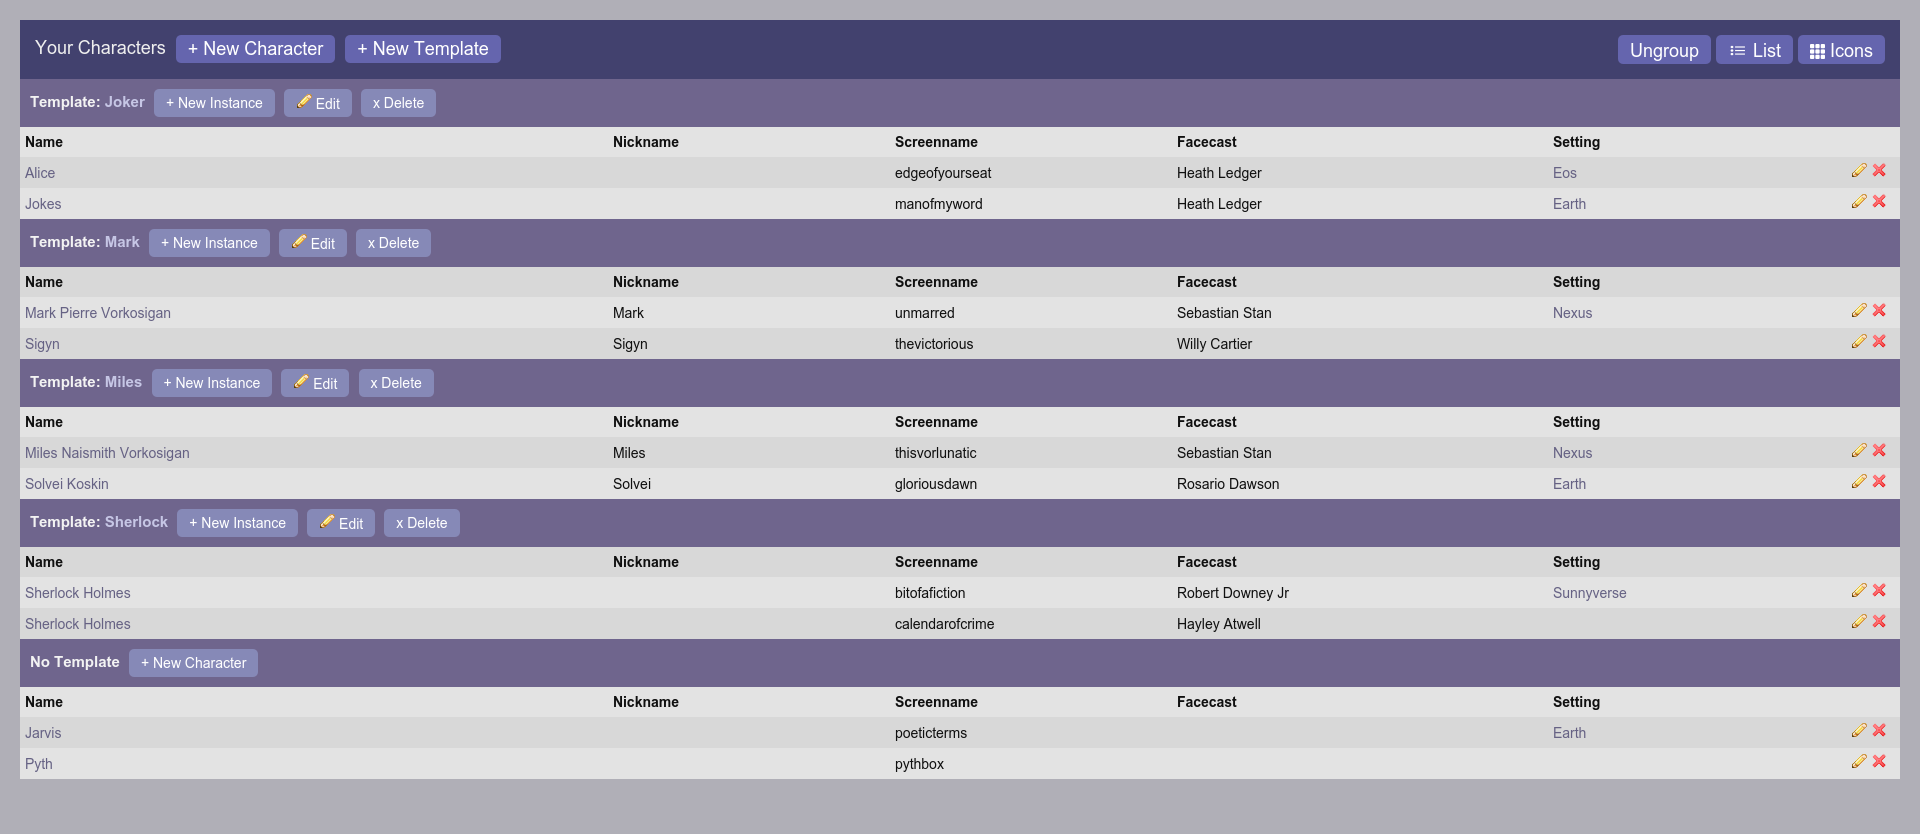 Your Characters + New Character + New Template Ungroup List Icons
Template: Joker + New Instance Edit x Delete
Name Nickname Screenname Facecast Setting
Alice edgeofyourseat Heath Ledger Eos
Jokes manofmyword Heath Ledger Earth
Template: Mark + New Instance Edit x Delete
Name Nickname Screenname Facecast Setting
Mark Pierre Vorkosigan Mark unmarred Sebastian Stan Nexus
Sigyn Sigyn thevictorious Willy Cartier
Template: Miles + New Instance Edit x Delete
Name Nickname Screenname Facecast Setting
Miles Naismith Vorkosigan Miles thisvorlunatic Sebastian Stan Nexus
Solvei Koskin Solvei gloriousdawn Rosario Dawson Earth
Template: Sherlock + New Instance Edit x Delete
Name Nickname Screenname Facecast Setting
Sherlock Holmes bitofafiction Robert Downey Jr Sunnyverse
Sherlock Holmes calendarofcrime Hayley Atwell
No Template + New Character
Name Nickname Screenname Facecast Setting
Jarvis poeticterms Earth
Pyth pythbox